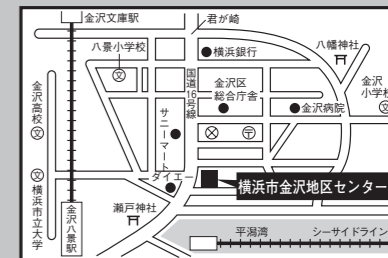 金沢文庫駅
君が崎
八景小学校
文
横浜銀行
八幡神社
金沢高校
文
国道16号線
金沢区
総合庁舎
金沢
小学校
文
サニーマート
金沢病院
文
横浜市立大学
ダイエー
横浜市金沢地区センター
金沢八景駅
瀬戸神社
平潟湾
シーサイドライン